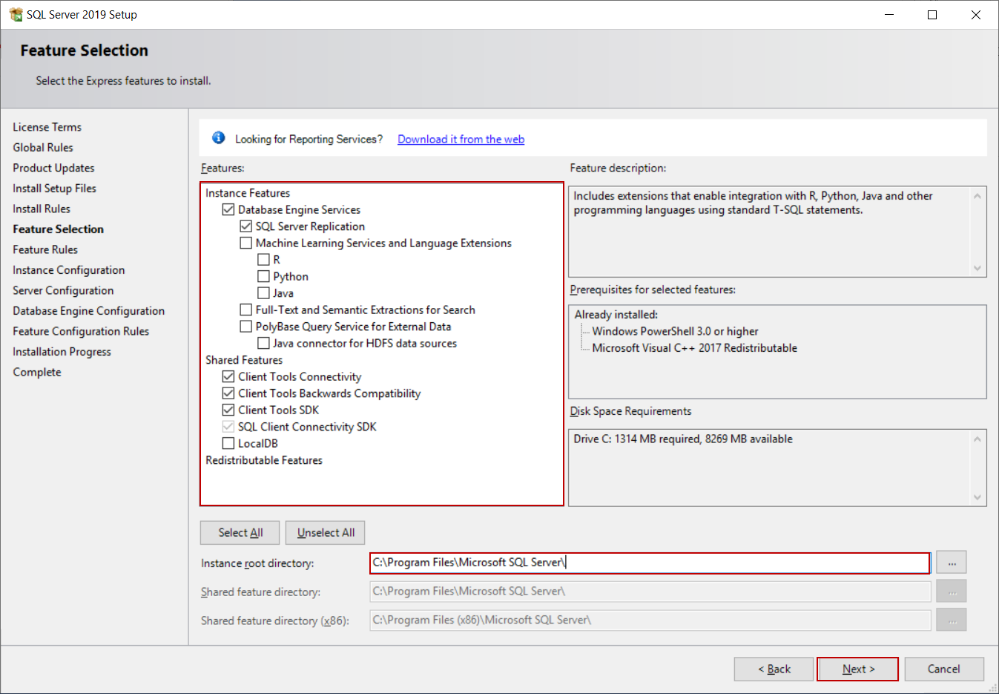 SQL Server 2019 Setup
Feature Selection
Select the Express features to install.
License Terms
Global Rules
Product Updates
Install Setup Files
Install Rules
Feature Selection
Feature Rules
Instance Configuration
Server Configuration
Database Engine Configuration
Feature Configuration Rules
Installation Progress
Complete
Looking for Reporting Services? Download it from the web
Features:
Instance Features
Database Engine Services
SQL Server Replication
Machine Learning Services and Language Extensions
R
Python
Java
Full-Text and Semantic Extractions for Search
PolyBase Query Service for External Data
Java connector for HDFS data sources
Shared Features
Client Tools Connectivity
Client Tools Backwards Compatibility
Client Tools SDK
SQL Client Connectivity SDK
LocalDB
Redistributable Features
Feature description:
Includes extensions that enable integration with R, Python, Java and other
programming languages using standard T-SQL statements.
Prerequisites for selected features:
Already installed:
Windows PowerShell 3.0 or higher
Microsoft Visual C++ 2017 Redistributable
Disk Space Requirements
Drive C: 1314 MB required, 8269 MB available
Select All Unselect All
Instance root directory: C:\Program Files\Microsoft SQL Server\ ...
Shared feature directory: C:\Program Files\Microsoft SQL Server\ ...
Shared feature directory (x86): C:\Program Files (x86)\Microsoft SQL Server\ ...
< Back Next > Cancel